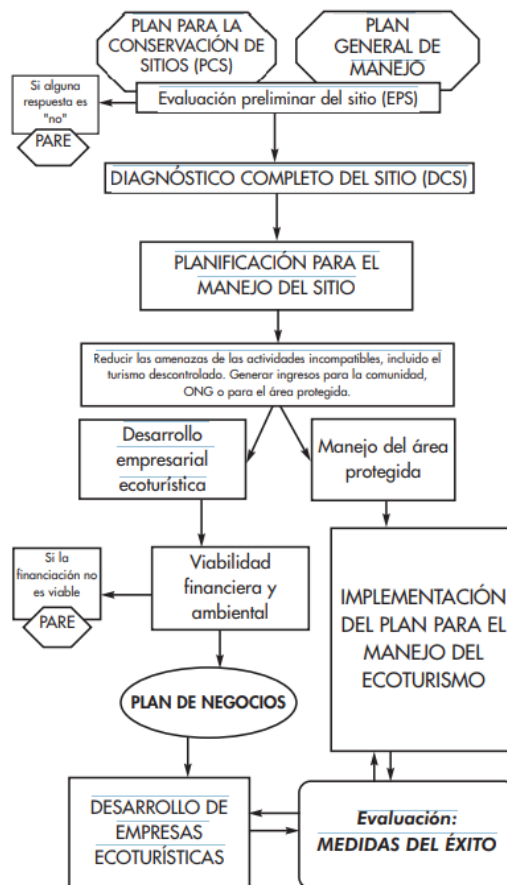 PLAN PARA LA
CONSERVACIÓN DE
SITIOS (PCS)
PLAN
GENERAL DE
MANEJO
Si alguna
respuesta es
"no"
PARE
Evaluación preliminar del sitio (EPS)
DIAGNÓSTICO COMPLETO DEL SITIO (DCS)
PLANIFICACIÓN PARA EL
MANEJO DEL SITIO
Reducir las amenazas de las actividades incompatibles, incluido el
turismo descontrolado. Generar ingresos para la comunidad,
ONG o para el área protegida.
Desarrollo
empresarial
ecoturística
Manejo del área
protegida
Si la
financiación no
es viable
PARE
Viabilidad
financiera y
ambiental
IMPLEMENTACIÓN
DEL PLAN PARA EL
MANEJO DEL
ECOTURISMO
PLAN DE NEGOCIOS
DESARROLLO DE
EMPRESAS
ECOTURÍSTICAS
Evaluación:
MEDIDAS DEL ÉXITO